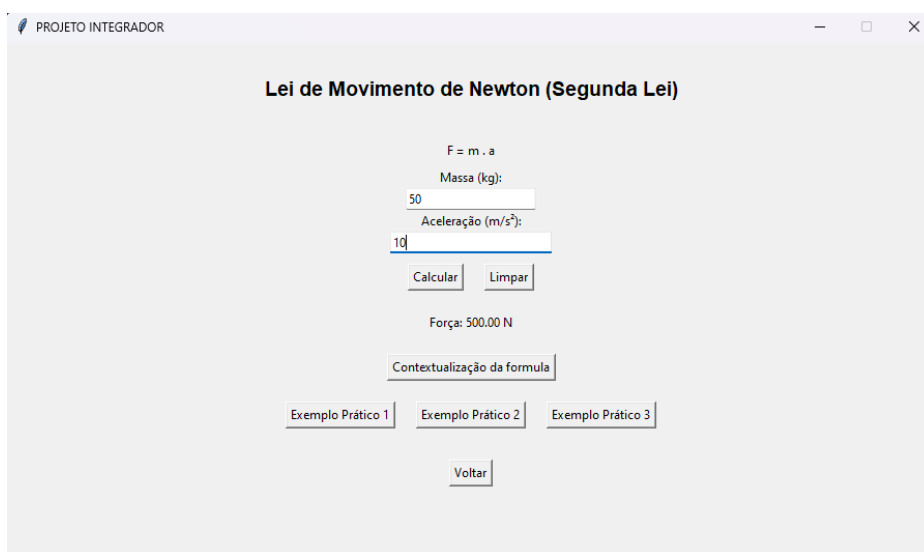 PROJETO INTEGRADOR
Lei de Movimento de Newton (Segunda Lei)
F = m . a
Massa (kg):
50
Aceleração (m/s²):
10
Calcular Limpar
Força: 500.00 N
Contextualização da formula
Exemplo Prático 1 Exemplo Prático 2 Exemplo Prático 3
Voltar